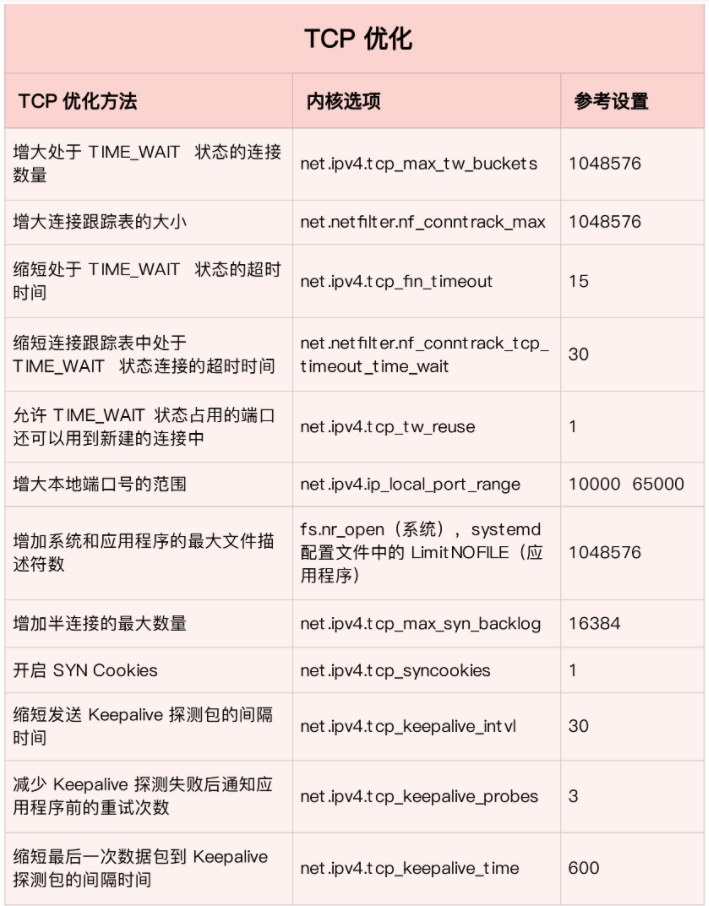 TCP 优化
TCP 优化方法 内核选项 参考设置
增大处于 TIME_WAIT 状态的连接
数量
net.ipv4.tcp_max_tw_buckets
1048576
增大连接跟踪表的大小
net.netfilter.nf_conntrack_max
1048576
缩短处于 TIME_WAIT 状态的超时
时间
net.ipv4.tcp_fin_timeout
15
缩短连接跟踪表中处于
TIME_WAIT 状态连接的超时时间
net.netfilter.nf_conntrack_tcp_
timeout_time_wait
30
允许 TIME_WAIT 状态占用的端口
还可以用到新建的连接中
net.ipv4.tcp_tw_reuse
1
增大本地端口号的范围
net.ipv4.ip_local_port_range
10000 65000
增加系统和应用程序的最大文件描
述符数
fs.nr_open（系统），systemd
配置文件中的 LimitNOFILE（应
用程序）
1048576
增加半连接的最大数量
net.ipv4.tcp_max_syn_backlog
16384
开启 SYN Cookies
net.ipv4.tcp_syncookies
1
缩短发送 Keepalive 探测包的间隔
时间
net.ipv4.tcp_keepalive_intvl
30
减少 Keepalive 探测失败后通知应
用程序前的重试次数
net.ipv4.tcp_keepalive_probes
3
缩短最后一次数据包到 Keepalive
探测包的间隔时间
net.ipv4.tcp_keepalive_time
600